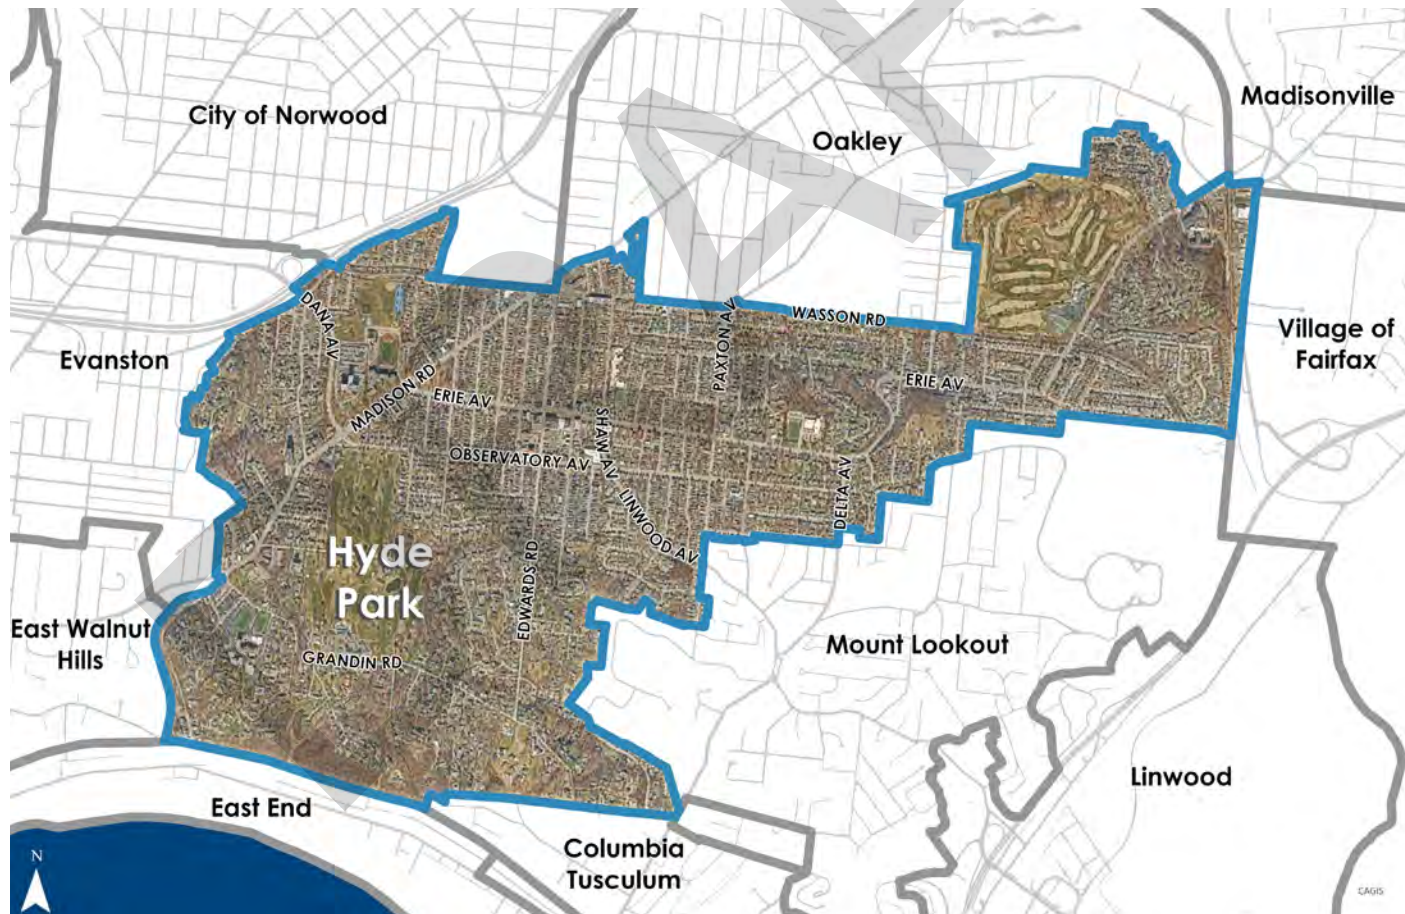 City of Norwood
Madisonville
Oakley
DANA AV
PAXTON AV
WASSON RD
Village of
Fairfax
Evanston
MADISON RD
ERIE AV
ERIE AV
SHAW AV
OBSERVATORY AV
LINWOOD AV
DELTA AV
Hyde
Park
EDWARDS RD
East Walnut
Hills
GRANDIN RD
Mount Lookout
Linwood
East End
Columbia
Tusculum
N
CAGIS